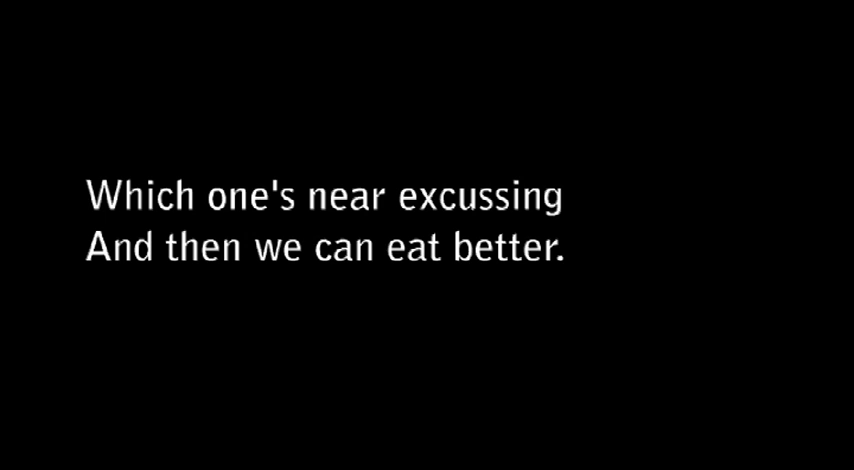 Which one's near excussing
And then we can eat better.